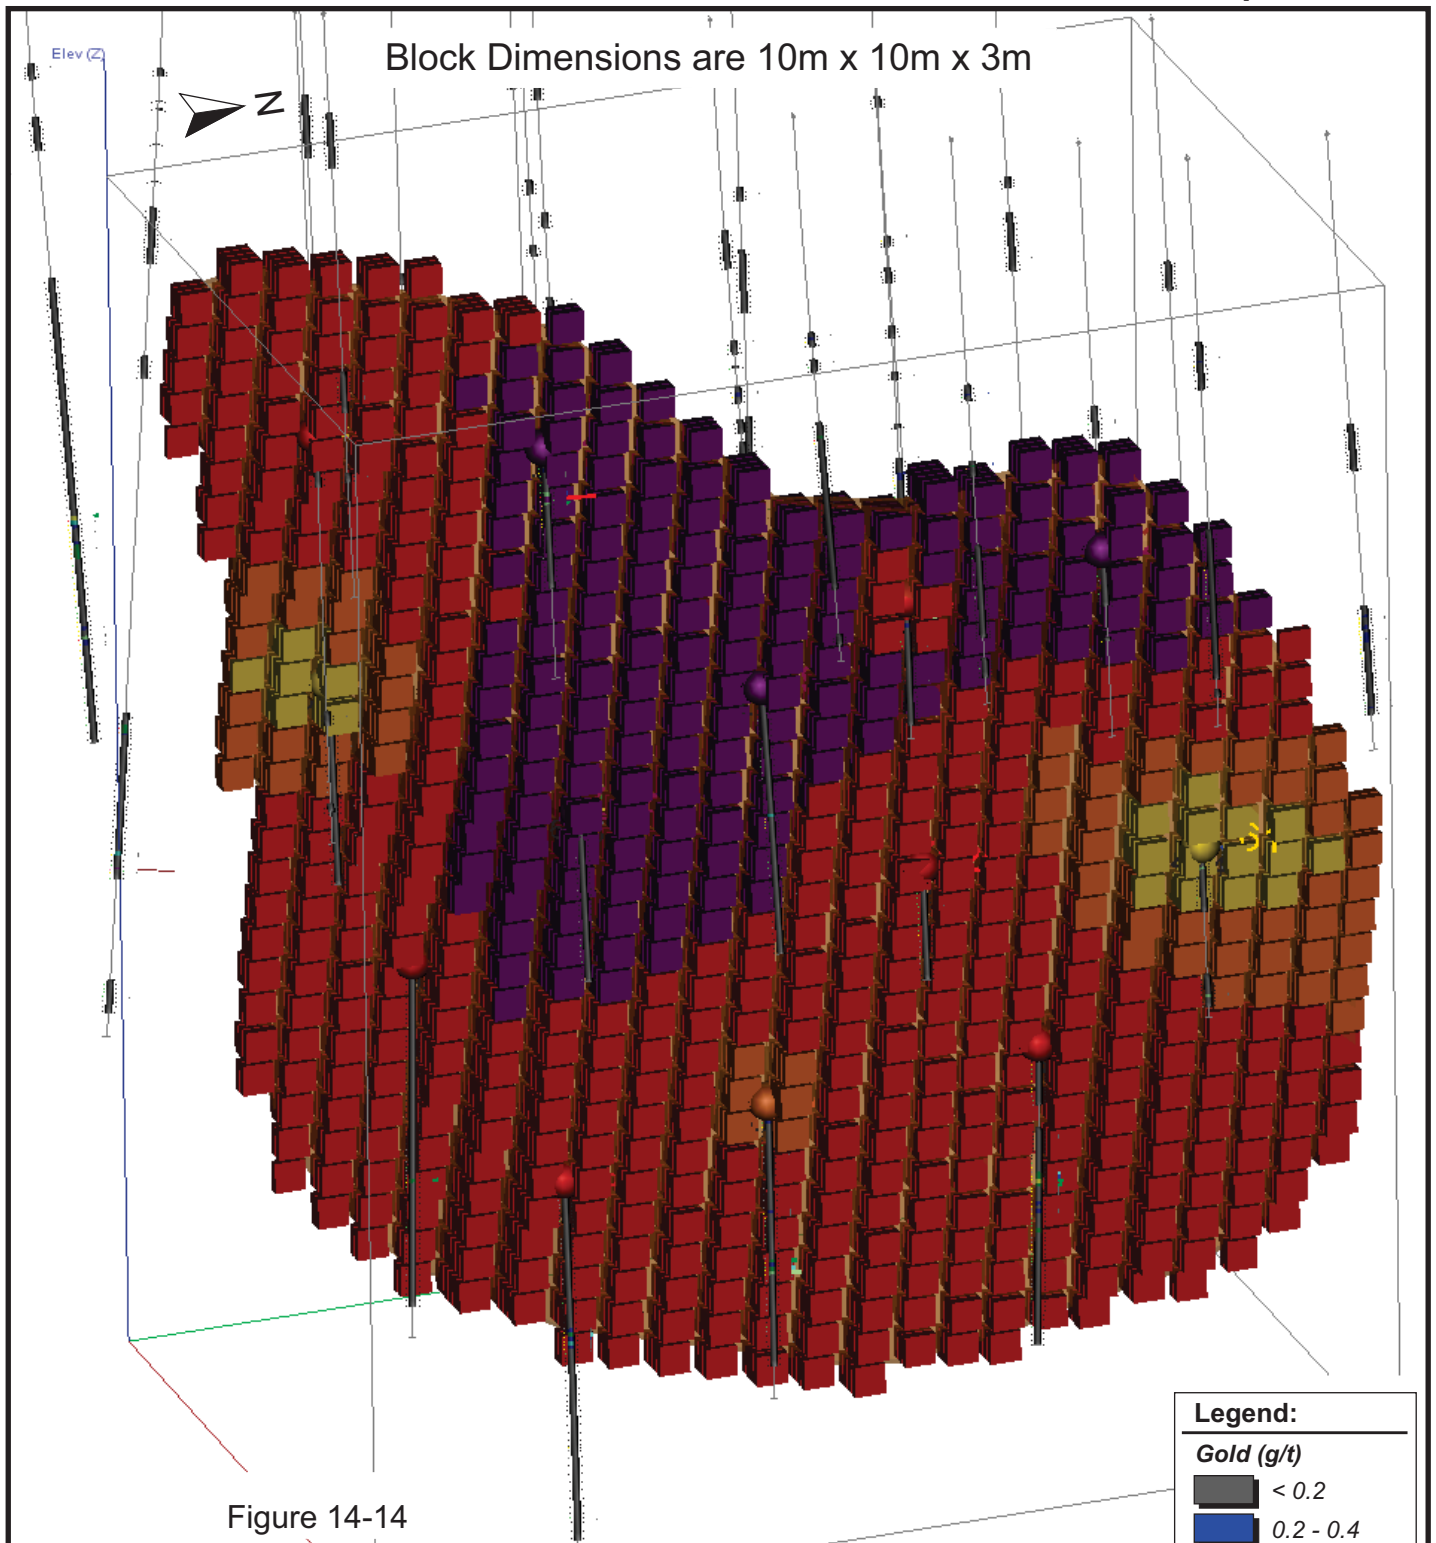 Block Dimensions are 10m x 10m x 3m
Elev (Z)
N
Legend:
Gold (g/t)
< 0.2
0.2 - 0.4
Figure 14-14